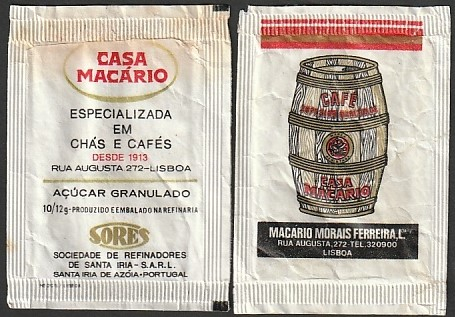 CASA
MACÁRIO
ESPECIALIZADA
EM
CHÁS E CAFÉS
DESDE 1913
RUA AUGUSTA 272-LISBOA
AÇÚCAR GRANULADO
10/12g-PRODUZIDO E EMBALADO NA REFINARIA
SORES
SOCIEDADE DE REFINADORES
DE SANTA IRIA-S.A.R.L.
SANTA IRIA DE AZÓIA-PORTUGAL
CAFÉ
CASA
MACÁRIO
MACÁRIO MORAIS FERREIRA, L.
RUA AUGUSTA, 272-TEL. 320900
LISBOA